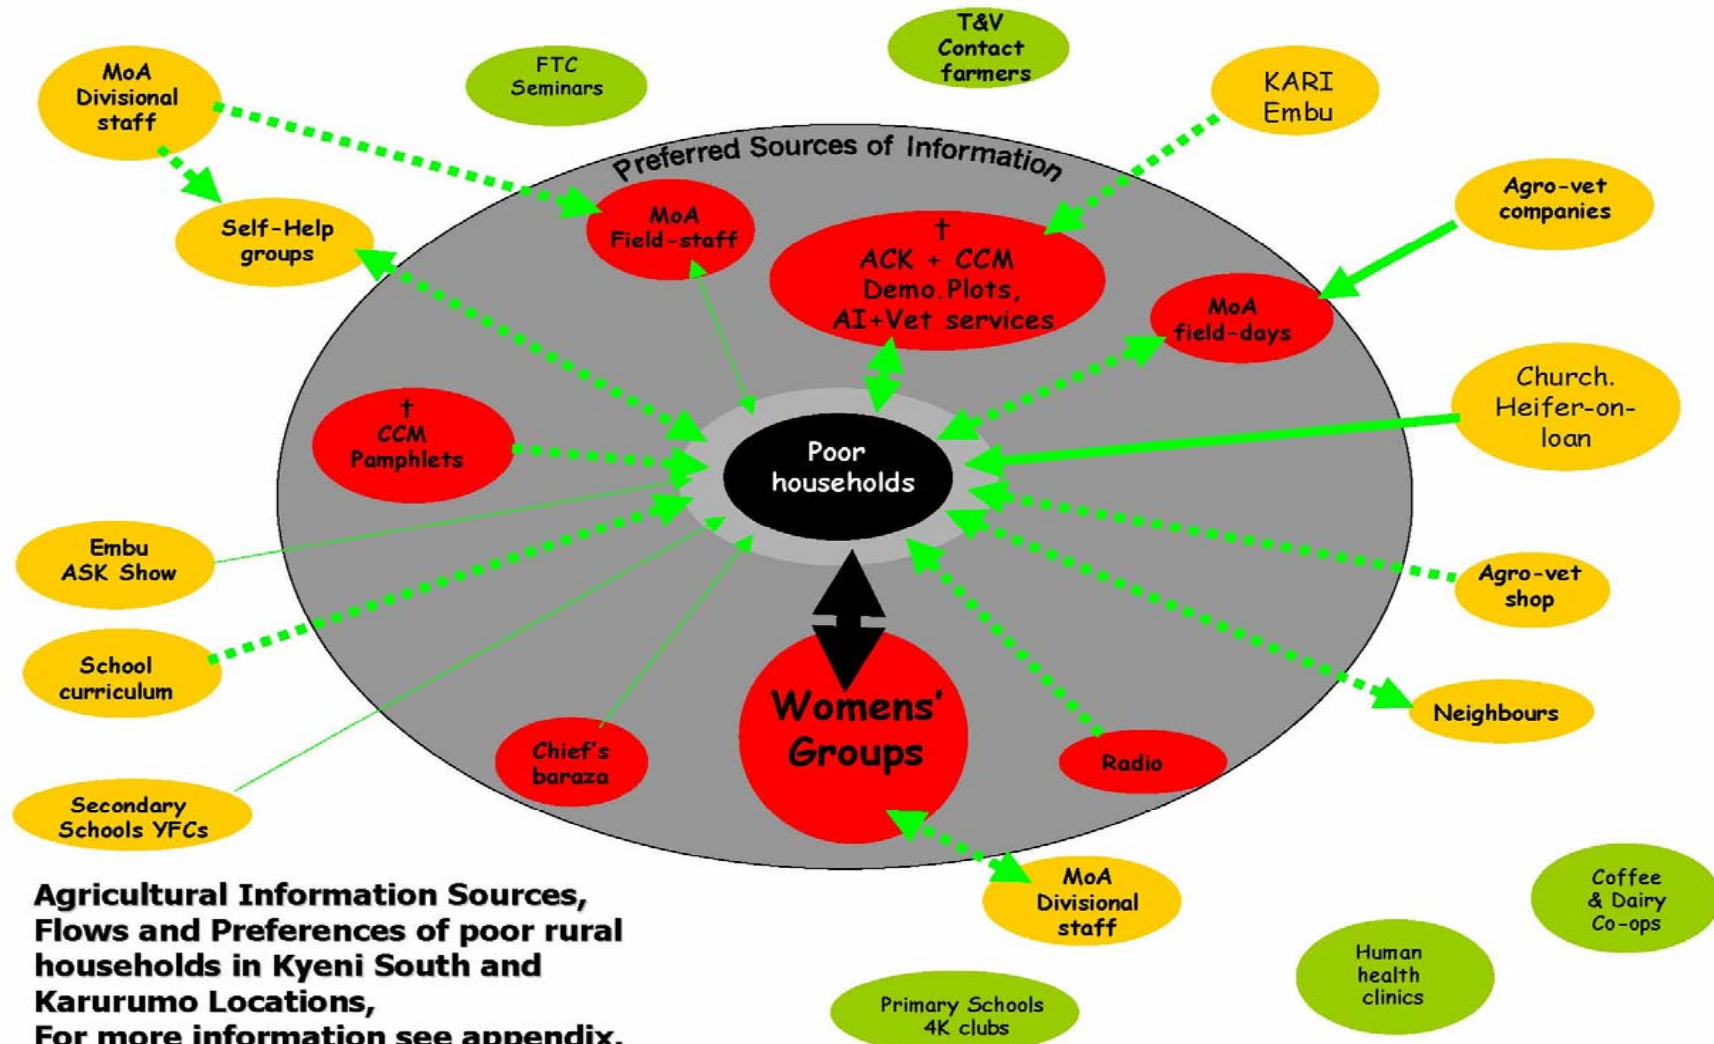 T&V
Contact
farmers
MoA
Divisional
staff
FTC
Seminars
KARI
Embu
Preferred Sources of Information
Agro-vet
companies
Self-Help
groups
MoA
Field-staff
†
ACK + CCM
Demo.Plots,
AI+Vet services
MoA
field-days
Church.
Heifer-on-
loan
†
CCM
Pamphlets
Poor
households
Embu
ASK Show
Agro-vet
shop
School
curriculum
Womens'
Groups
Neighbours
Chief's
baraza
Radio
Secondary
Schools YFCs
MoA
Divisional
staff
Coffee
& Dairy
Co-ops
Human
health
clinics
Primary Schools
4K clubs
Agricultural Information Sources,
Flows and Preferences of poor rural
households in Kyeni South and
Karurumo Locations,
For more information see appendix.